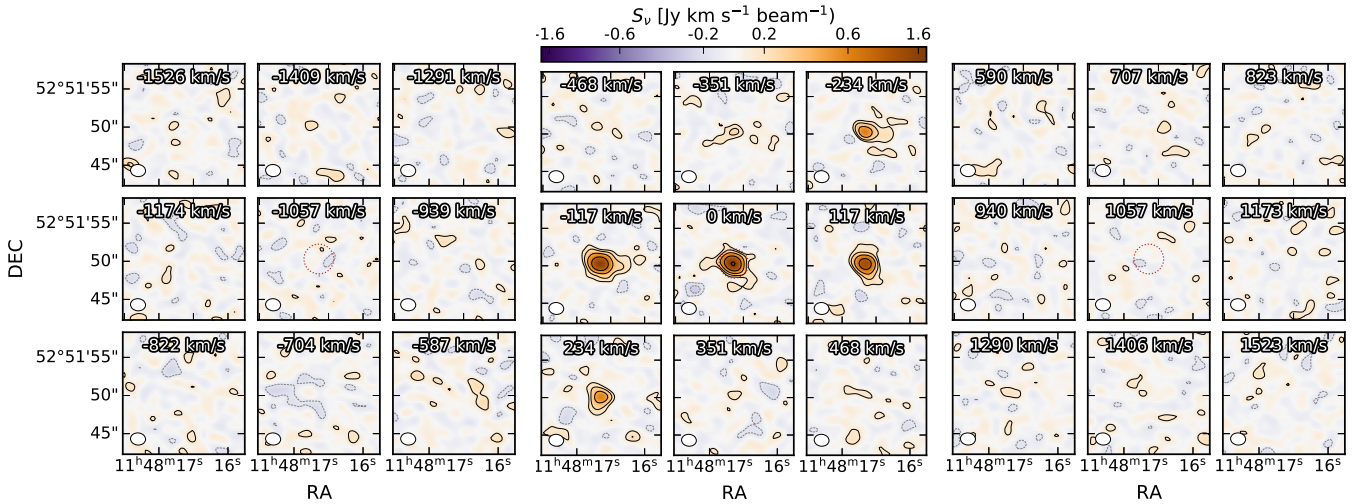 S_ν [Jy km s⁻¹ beam⁻¹]
-1.6 -0.6 -0.2 0.2 0.6 1.6
52°51'55" 50" 45"
-1526 km/s -1409 km/s -1291 km/s
-468 km/s -351 km/s -234 km/s
590 km/s 707 km/s 823 km/s
DEC
52°51'55" 50" 45"
-1174 km/s -1057 km/s -939 km/s
-117 km/s 0 km/s 117 km/s
940 km/s 1057 km/s 1173 km/s
52°51'55" 50" 45"
-822 km/s -704 km/s -587 km/s
234 km/s 351 km/s 468 km/s
1290 km/s 1406 km/s 1523 km/s
11ʰ48ᵐ17ˢ 16ˢ 11ʰ48ᵐ17ˢ 16ˢ 11ʰ48ᵐ17ˢ 16ˢ
11ʰ48ᵐ17ˢ 16ˢ 11ʰ48ᵐ17ˢ 16ˢ 11ʰ48ᵐ17ˢ 16ˢ
11ʰ48ᵐ17ˢ 16ˢ 11ʰ48ᵐ17ˢ 16ˢ 11ʰ48ᵐ17ˢ 16ˢ
RA RA RA